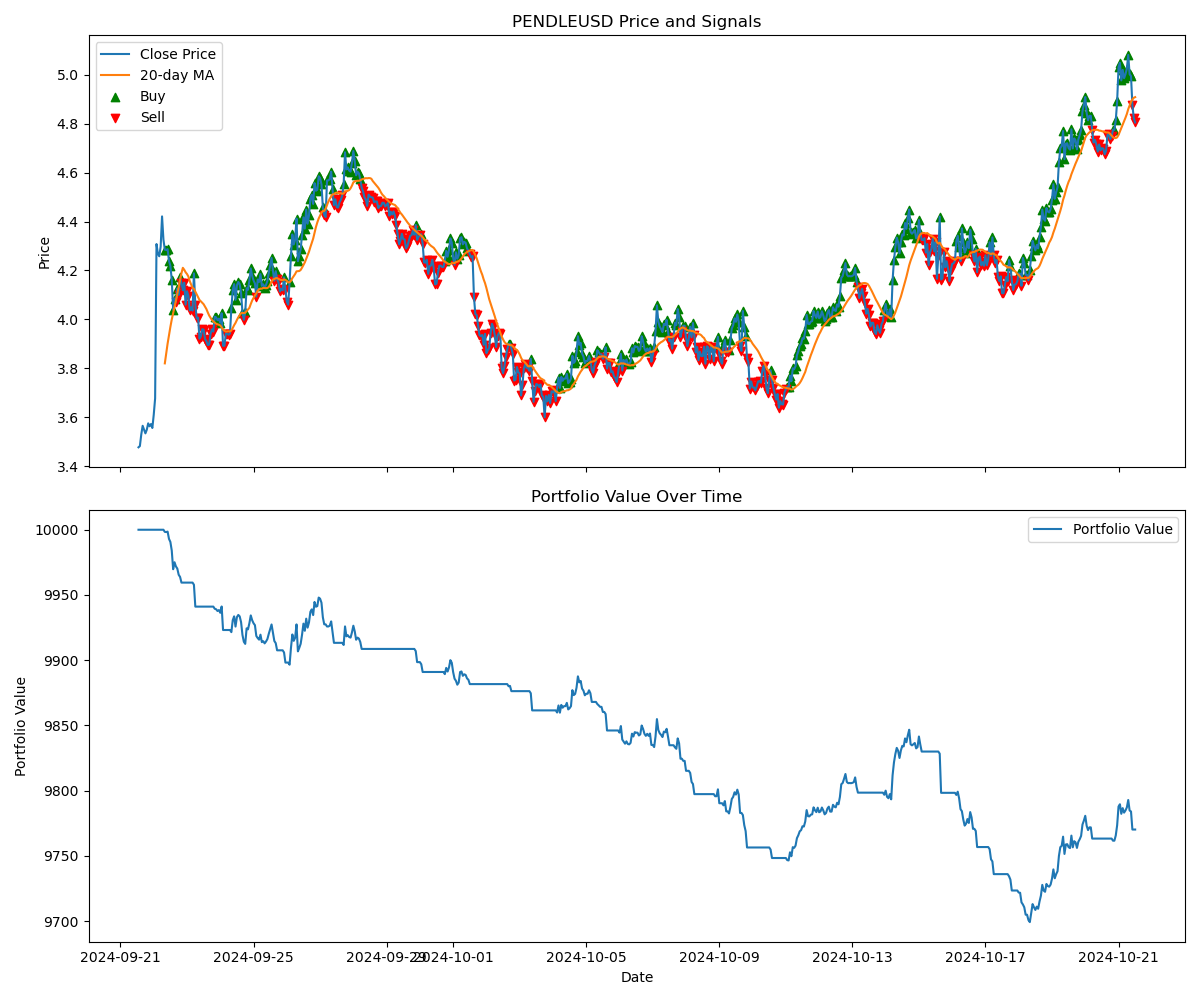 PENDLEUSD Price and Signals
Close Price
20-day MA
Buy
Sell
5.0
4.8
4.6
4.4
4.2
4.0
3.8
3.6
3.4
Price
Portfolio Value Over Time
Portfolio Value
10000
9950
9900
9850
9800
9750
9700
Portfolio Value
2024-09-21
2024-09-25
2024-09-29
2024-10-01
2024-10-05
2024-10-09
2024-10-13
2024-10-17
2024-10-21
Date